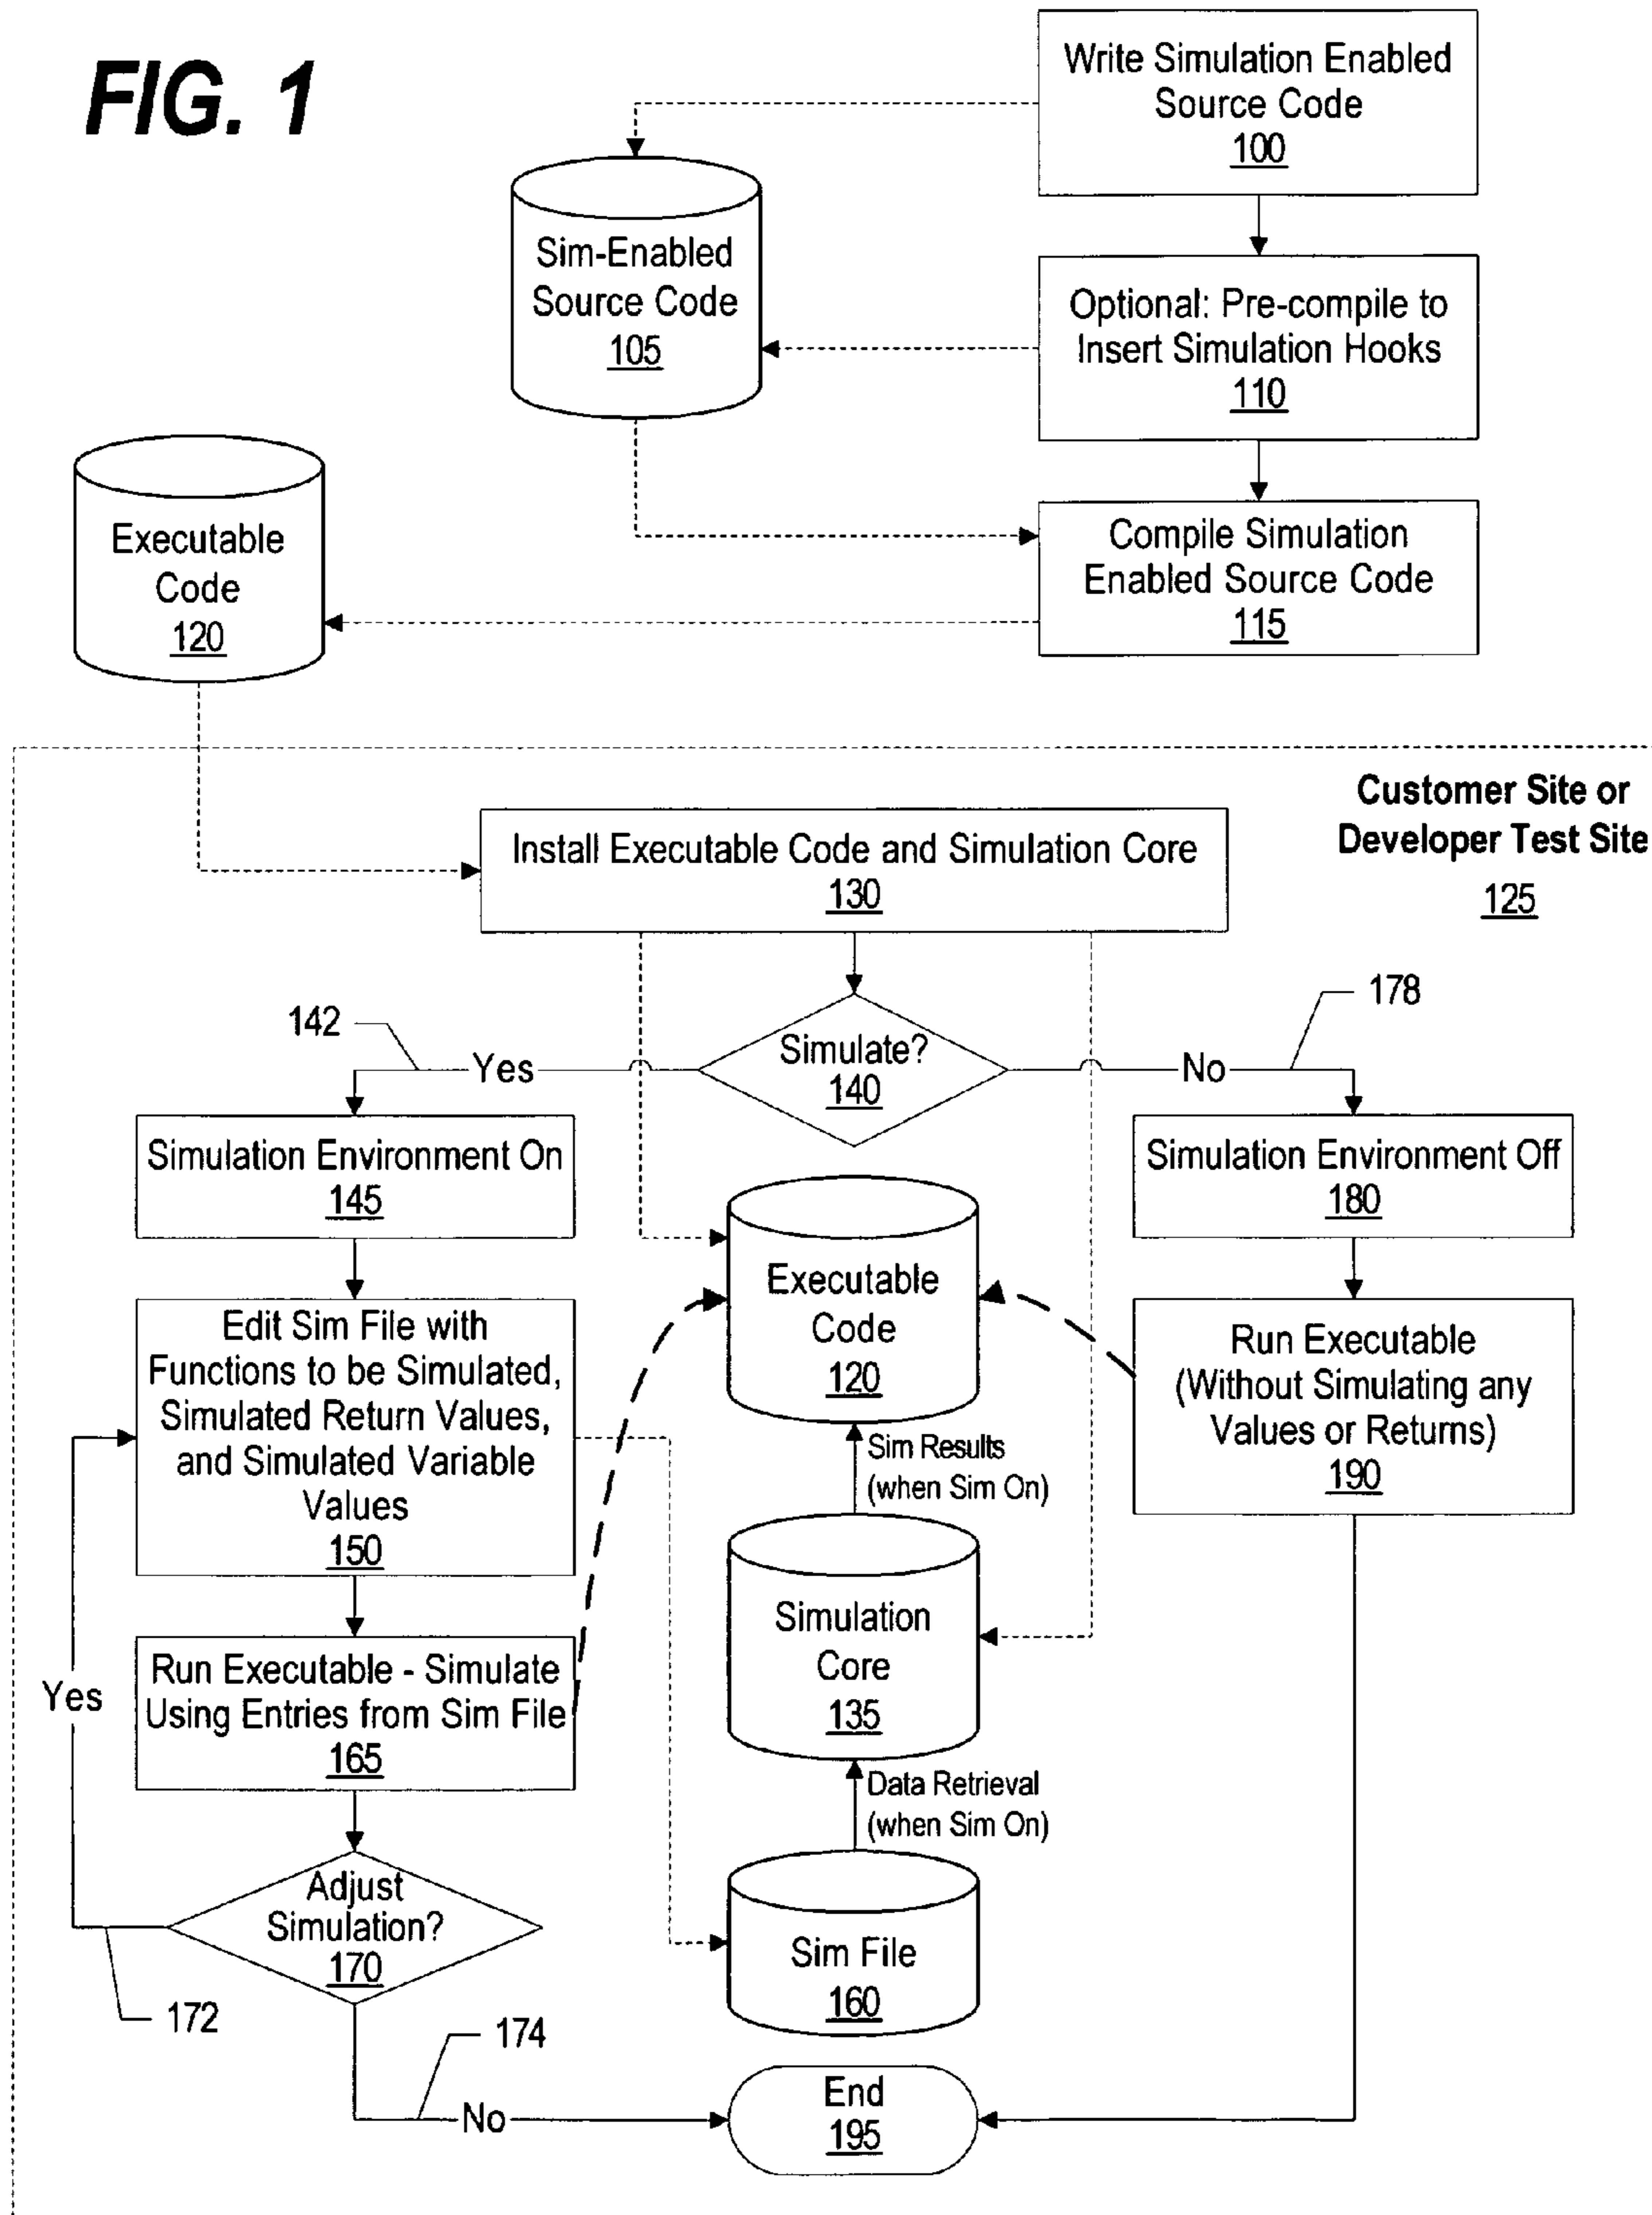 FIG. 1
Write Simulation Enabled
Source Code
100
Sim-Enabled
Source Code
105
Optional: Pre-compile to
Insert Simulation Hooks
110
Executable
Code
120
Compile Simulation
Enabled Source Code
115
Customer Site or
Developer Test Site
125
Install Executable Code and Simulation Core
130
142
178
Yes
Simulate?
140
No
Simulation Environment On
145
Simulation Environment Off
180
Executable
Code
120
Edit Sim File with
Functions to be Simulated,
Simulated Return Values,
and Simulated Variable
Values
150
Run Executable
(Without Simulating any
Values or Returns)
190
Sim Results
(when Sim On)
Simulation
Core
135
Yes
Run Executable - Simulate
Using Entries from Sim File
165
Data Retrieval
(when Sim On)
Adjust
Simulation?
170
Sim File
160
172
174
No
End
195